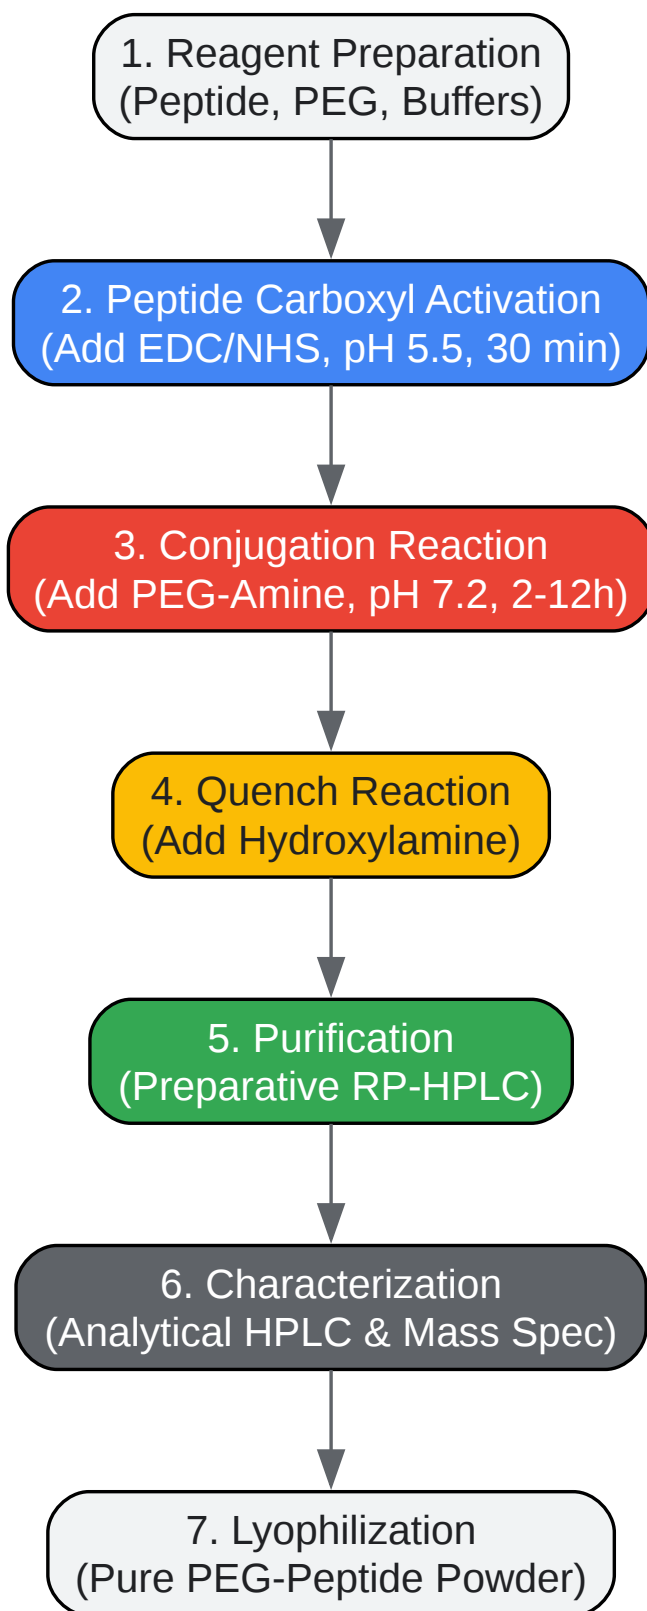 1. Reagent Preparation
(Peptide, PEG, Buffers)
2. Peptide Carboxyl Activation
(Add EDC/NHS, pH 5.5, 30 min)
3. Conjugation Reaction
(Add PEG-Amine, pH 7.2, 2-12h)
4. Quench Reaction
(Add Hydroxylamine)
5. Purification
(Preparative RP-HPLC)
6. Characterization
(Analytical HPLC & Mass Spec)
7. Lyophilization
(Pure PEG-Peptide Powder)